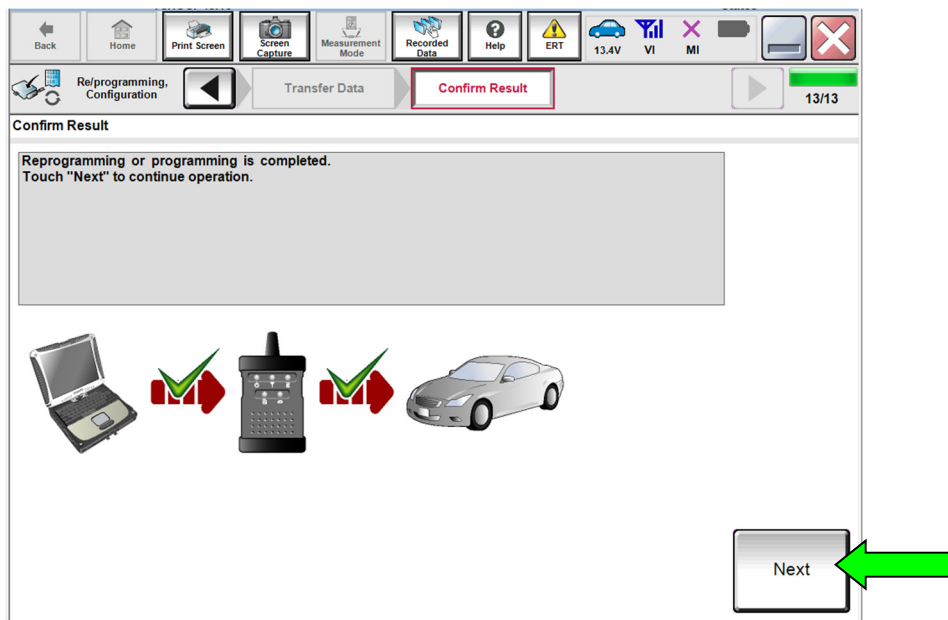 Back
Home
Print Screen
Screen
Capture
Measurement
Mode
Recorded
Data
Help
ERT
13.4V
VI
MI
Re/programming,
Configuration
Transfer Data
Confirm Result
13/13
Confirm Result
Reprogramming or programming is completed.
Touch "Next" to continue operation.
Next